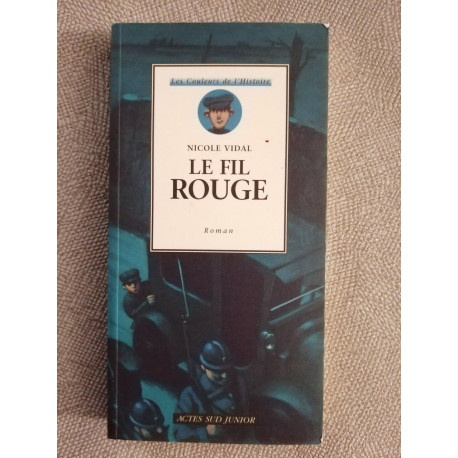 Les Couleurs de l'Histoire
NICOLE VIDAL
LE FIL
ROUGE
Roman
ACTES SUD JUNIOR